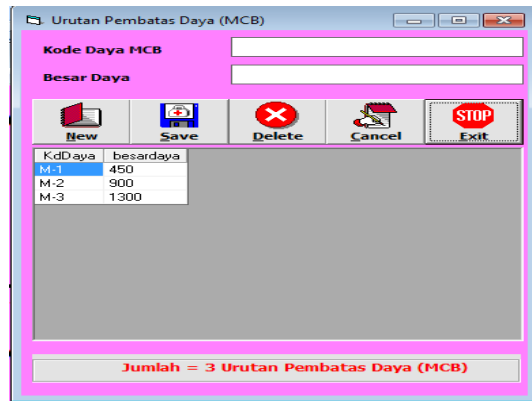 Urutan Pembatas Daya (MCB)
Kode Daya MCB
Besar Daya
New Save Delete Cancel STOP Exit
KdDaya besardaya
M-1 450
M-2 900
M-3 1300
Jumlah = 3 Urutan Pembatas Daya (MCB)